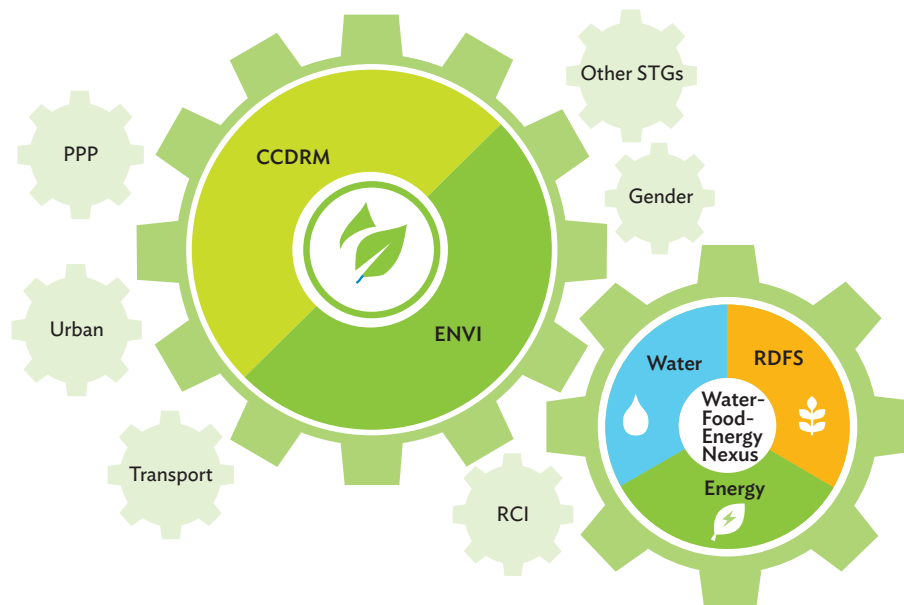 Other STGs
PPP
CCDRM
Gender
Urban
ENVI
Water
RDFS
Water-
Food-
Energy
Nexus
Transport
Energy
RCI